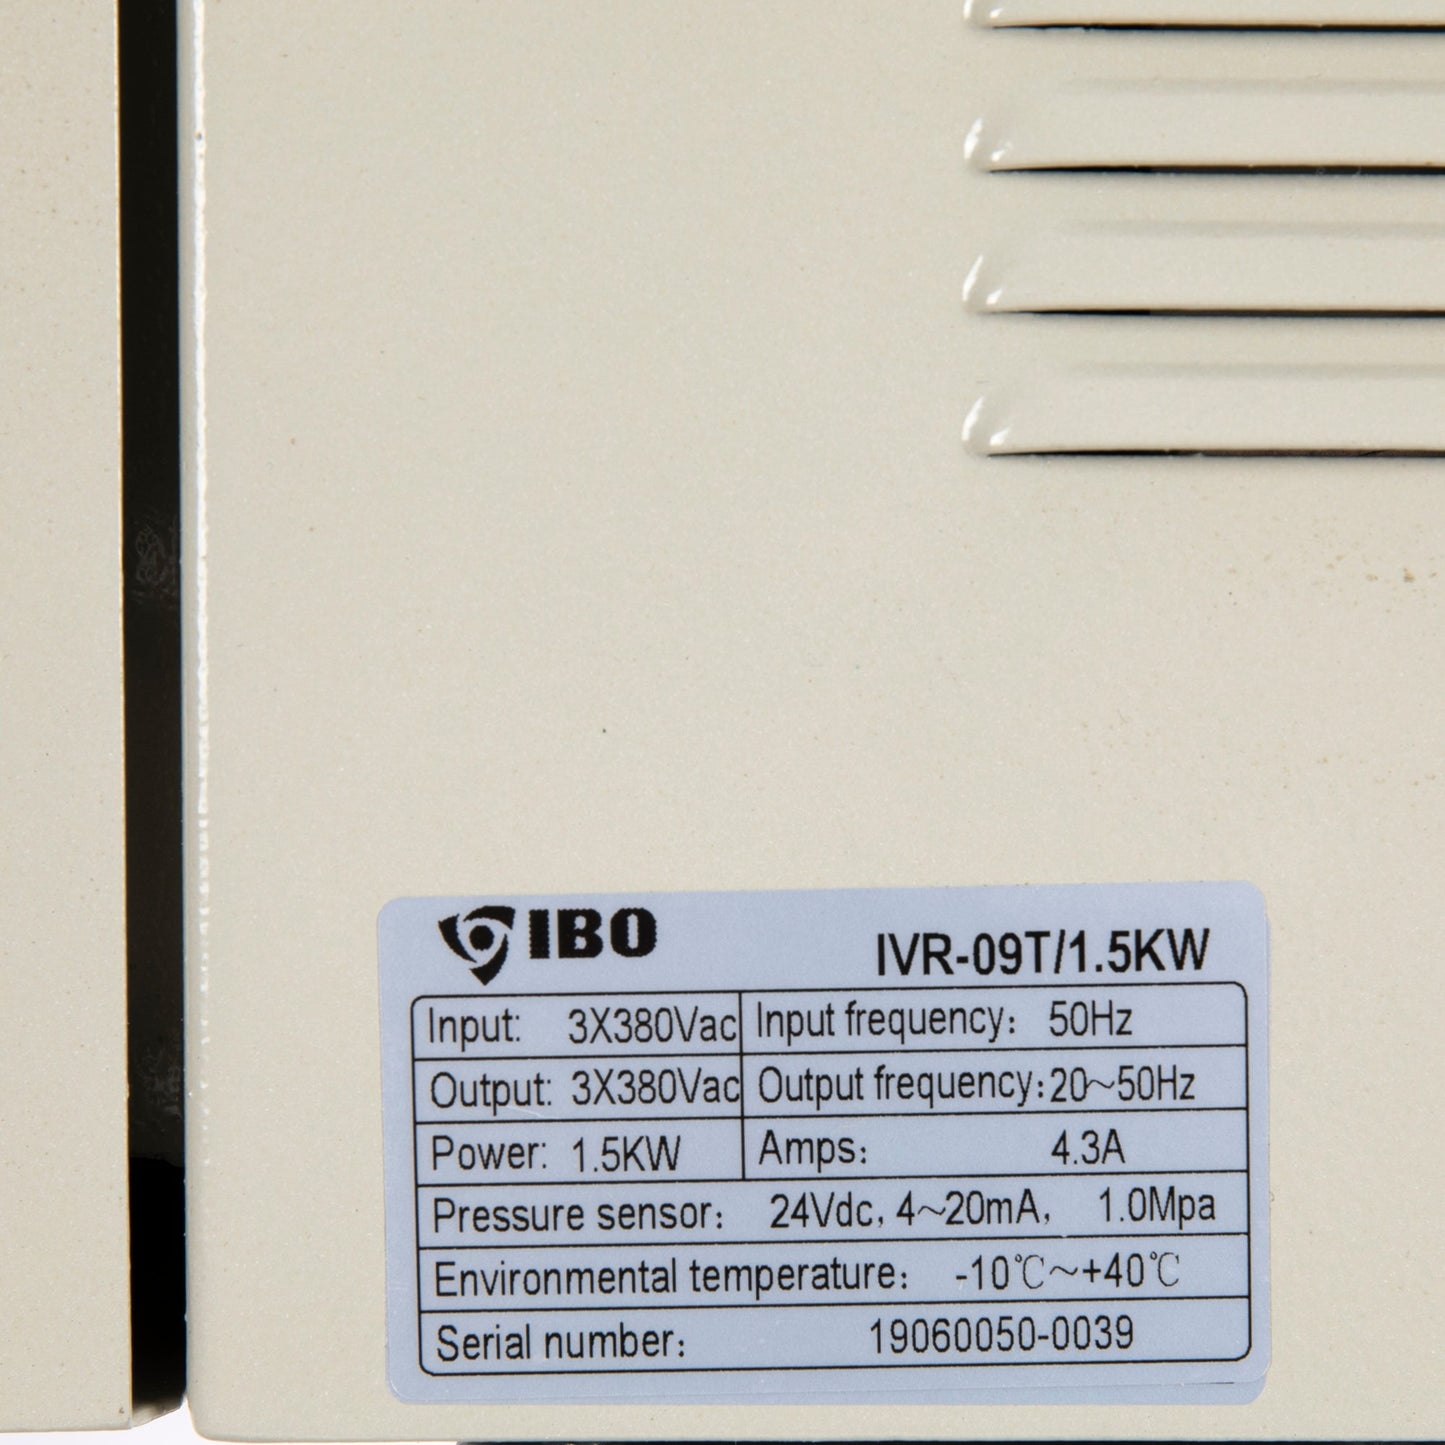 IBO
IVR-09T/1.5KW
Input: 3X380Vac Input frequency: 50Hz
Output: 3X380Vac Output frequency: 20~50Hz
Power: 1.5KW Amps: 4.3A
Pressure sensor: 24Vdc, 4~20mA, 1.0Mpa
Environmental temperature: -10℃~+40℃
Serial number: 19060050-0039